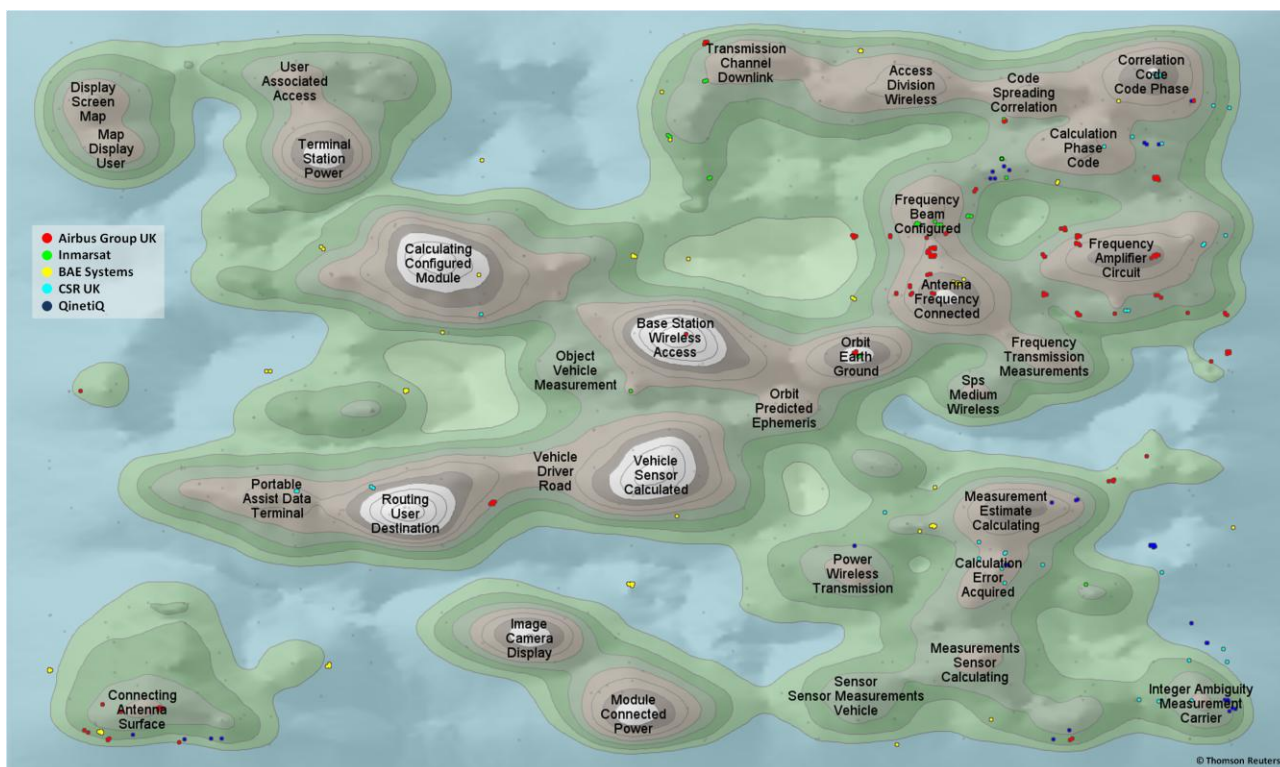 Display
Screen
Map
Map
Display
User
User
Associated
Access
Terminal
Station
Power
Transmission
Channel
Downlink
Access
Division
Wireless
Code
Spreading
Correlation
Correlation
Code
Code Phase
Calculation
Phase
Code
Airbus Group UK
Inmarsat
BAE Systems
CSR UK
QinetiQ
Calculating
Configured
Module
Frequency
Beam
Configured
Frequency
Amplifier
Circuit
Antenna
Frequency
Connected
Base Station
Wireless
Access
Object
Vehicle
Measurement
Orbit
Earth
Ground
Frequency
Transmission
Measurements
Orbit
Predicted
Ephemeris
Sps
Medium
Wireless
Portable
Assist Data
Terminal
Routing
User
Destination
Vehicle
Driver
Road
Vehicle
Sensor
Calculated
Measurement
Estimate
Calculating
Power
Wireless
Transmission
Calculation
Error
Acquired
Image
Camera
Display
Measurements
Sensor
Calculating
Connecting
Antenna
Surface
Module
Connected
Power
Sensor
Sensor Measurements
Vehicle
Integer Ambiguity
Measurement
Carrier
© Thomson Reuters